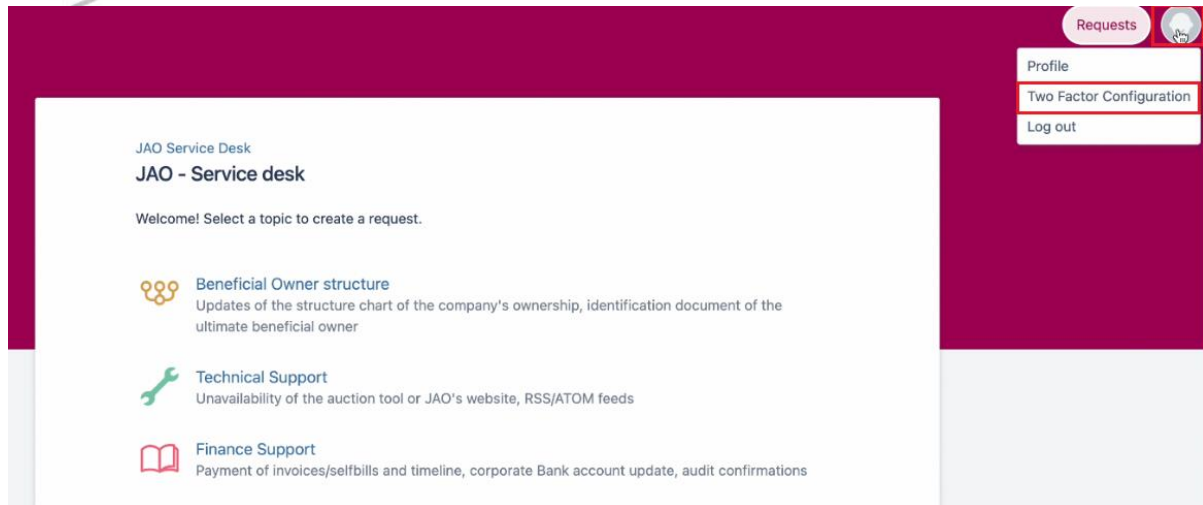 Requests
Profile
Two Factor Configuration
Log out
JAO Service Desk
JAO - Service desk
Welcome! Select a topic to create a request.
Beneficial Owner structure
Updates of the structure chart of the company's ownership, identification document of the
ultimate beneficial owner
Technical Support
Unavailability of the auction tool or JAO's website, RSS/ATOM feeds
Finance Support
Payment of invoices/selfbills and timeline, corporate Bank account update, audit confirmations